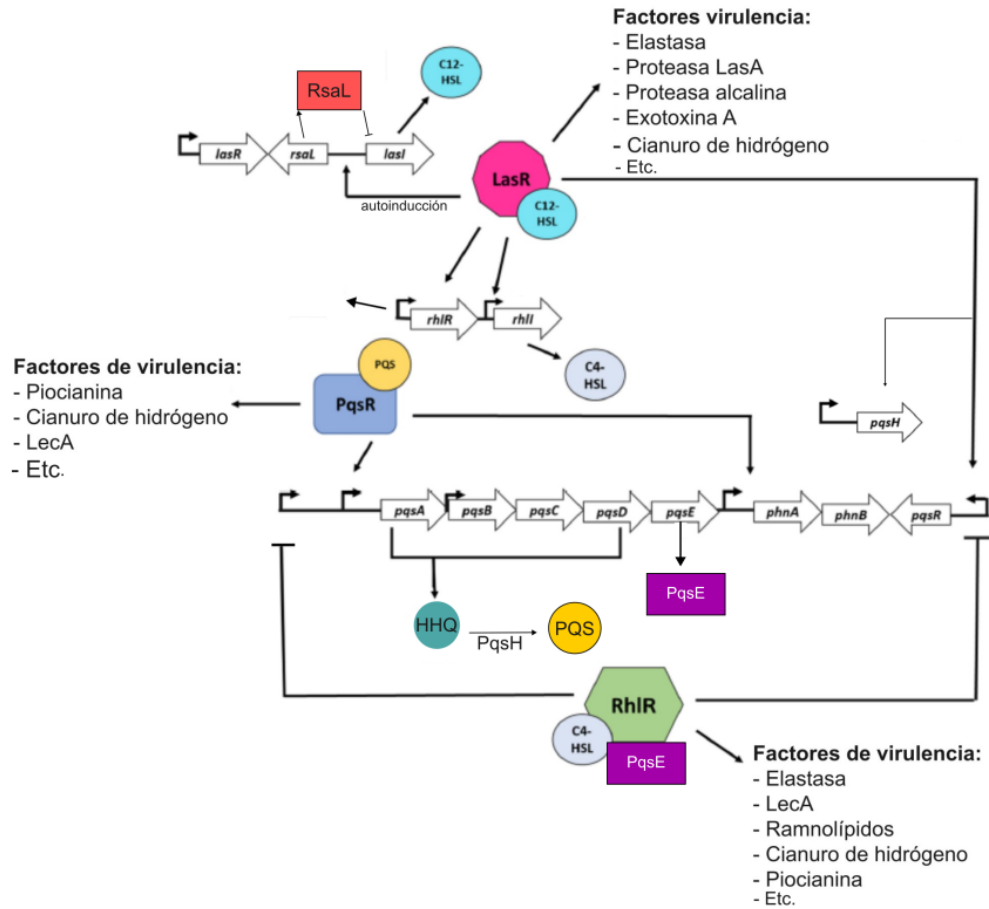 Factores virulencia:
- Elastasa
- Proteasa LasA
- Proteasa alcalina
- Exotoxina A
- Cianuro de hidrógeno
- Etc.
C12-
HSL
RsaL
lasR
rsaL
lasI
LasR
C12-
HSL
autoinducción
rhlR
rhlI
C4-
HSL
PQS
PqsR
Factores de virulencia:
- Piocianina
- Cianuro de hidrógeno
- LecA
- Etc.
pqsH
pqsA
pqsB
pqsC
pqsD
pqsE
phnA
phnB
pqsR
PqsE
HHQ
PqsH
PQS
RhlR
C4-
HSL
PqsE
Factores de virulencia:
- Elastasa
- LecA
- Ramnolípidos
- Cianuro de hidrógeno
- Piocianina
- Etc.